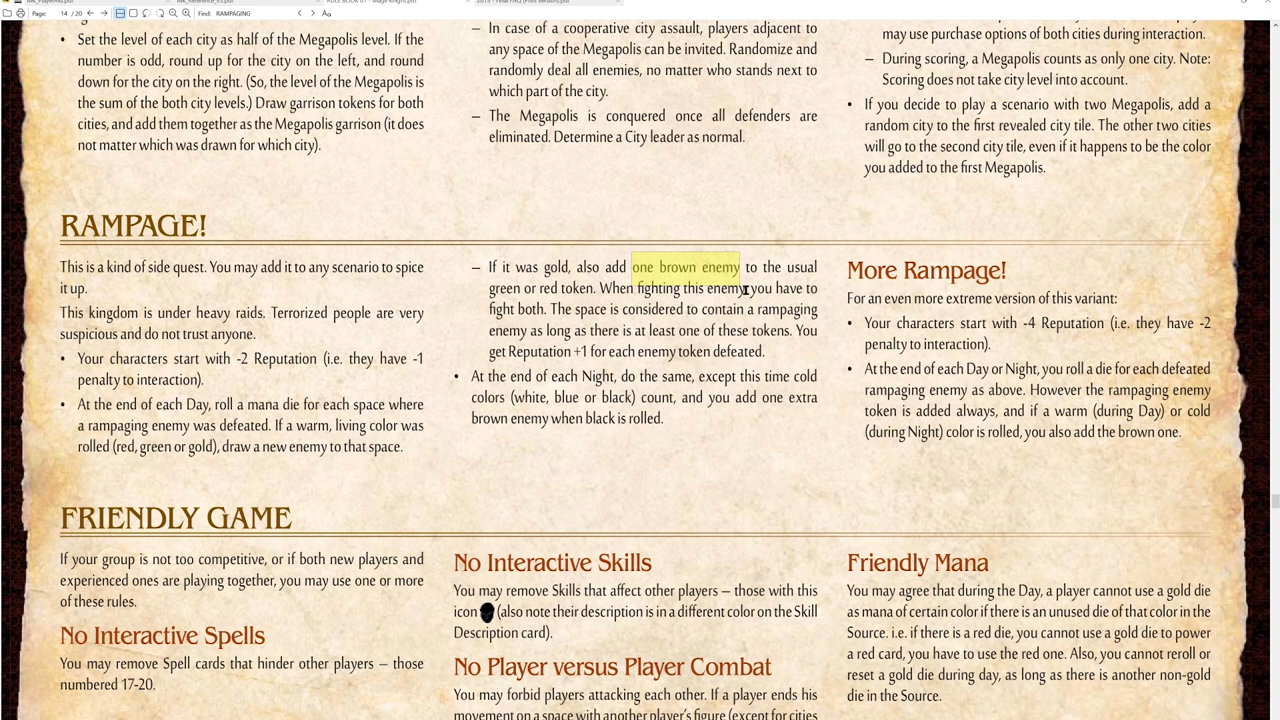 MK_Reference_V3.pdf
RULE BOOK 01 - Mage Knight.pdf
Page: 14 / 20 Find: RAMPAGING
• Set the level of each city as half of the Megapolis level. If the
number is odd, round up for the city on the left, and round
down for the city on the right. (So, the level of the Megapolis is
the sum of the both city levels.) Draw garrison tokens for both
cities, and add them together as the Megapolis garrison (it does
not matter which was drawn for which city).
– In case of a cooperative city assault, players adjacent to
any space of the Megapolis can be invited. Randomize and
randomly deal all enemies, no matter who stands next to
which part of the city.
– The Megapolis is conquered once all defenders are
eliminated. Determine a City leader as normal.
may use purchase options of both cities during interaction.
– During scoring, a Megapolis counts as only one city. Note:
Scoring does not take city level into account.
• If you decide to play a scenario with two Megapolis, add a
random city to the first revealed city tile. The other two cities
will go to the second city tile, even if it happens to be the color
you added to the first Megapolis.
RAMPAGE!
This is a kind of side quest. You may add it to any scenario to spice
it up.
This kingdom is under heavy raids. Terrorized people are very
suspicious and do not trust anyone.
• Your characters start with -2 Reputation (i.e. they have -1
penalty to interaction).
• At the end of each Day, roll a mana die for each space where
a rampaging enemy was defeated. If a warm, living color was
rolled (red, green or gold), draw a new enemy to that space.
– If it was gold, also add one brown enemy to the usual
green or red token. When fighting this enemy, you have to
fight both. The space is considered to contain a rampaging
enemy as long as there is at least one of these tokens. You
get Reputation +1 for each enemy token defeated.
• At the end of each Night, do the same, except this time cold
colors (white, blue or black) count, and you add one extra
brown enemy when black is rolled.
More Rampage!
For an even more extreme version of this variant:
• Your characters start with -4 Reputation (i.e. they have -2
penalty to interaction).
• At the end of each Day or Night, you roll a die for each defeated
rampaging enemy as above. However the rampaging enemy
token is added always, and if a warm (during Day) or cold
(during Night) color is rolled, you also add the brown one.
FRIENDLY GAME
If your group is not too competitive, or if both new players and
experienced ones are playing together, you may use one or more
of these rules.
No Interactive Spells
You may remove Spell cards that hinder other players – those
numbered 17-20.
No Interactive Skills
You may remove Skills that affect other players – those with this
icon (also note their description is in a different color on the Skill
Description card).
No Player versus Player Combat
You may forbid players attacking each other. If a player ends his
movement on a space with another player's figure (except for cities
Friendly Mana
You may agree that during the Day, a player cannot use a gold die
as mana of certain color if there is an unused die of that color in the
Source. i.e. if there is a red die, you cannot use a gold die to power
a red card, you have to use the red one. Also, you cannot reroll or
reset a gold die during day, as long as there is another non-gold
die in the Source.